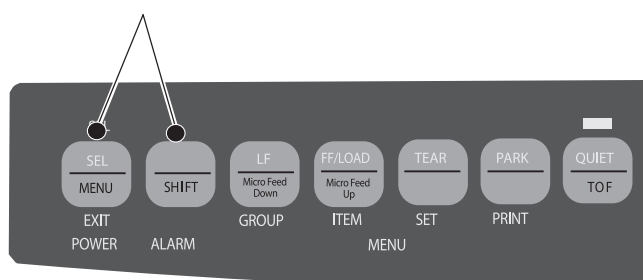 SEL
MENU
SHIFT
LF
Micro Feed
Down
FF/LOAD
Micro Feed
Up
TEAR
PARK
QUIET
TOF
EXIT
GROUP
ITEM
SET
PRINT
POWER
ALARM
MENU